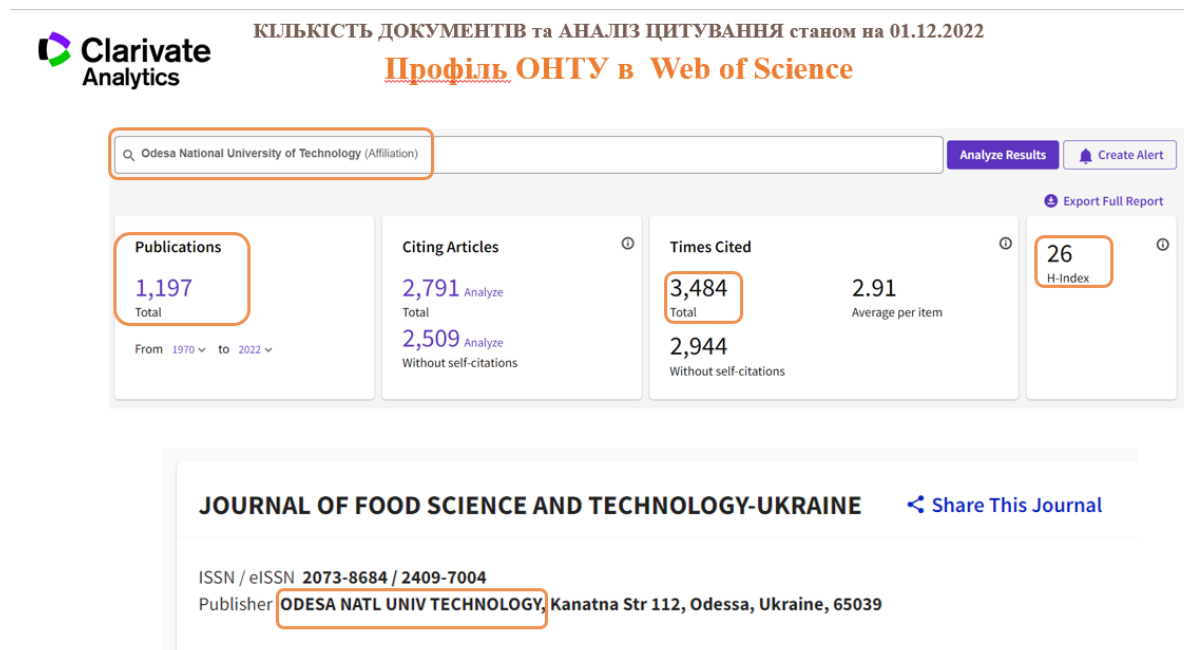 Clarivate
Analytics
КІЛЬКІСТЬ ДОКУМЕНТІВ та АНАЛІЗ ЦИТУВАННЯ станом на 01.12.2022
Профіль ОНТУ в Web of Science
Odesa National University of Technology (Affiliation)
Analyze Results
Create Alert
Export Full Report
Publications
1,197
Total
From 1970 to 2022
Citing Articles
2,791 Analyze
Total
2,509 Analyze
Without self-citations
Times Cited
3,484
Total
2.91
Average per item
2,944
Without self-citations
26
H-Index
JOURNAL OF FOOD SCIENCE AND TECHNOLOGY-UKRAINE
Share This Journal
ISSN / eISSN 2073-8684 / 2409-7004
Publisher ODESA NATL UNIV TECHNOLOGY, Kanatna Str 112, Odessa, Ukraine, 65039